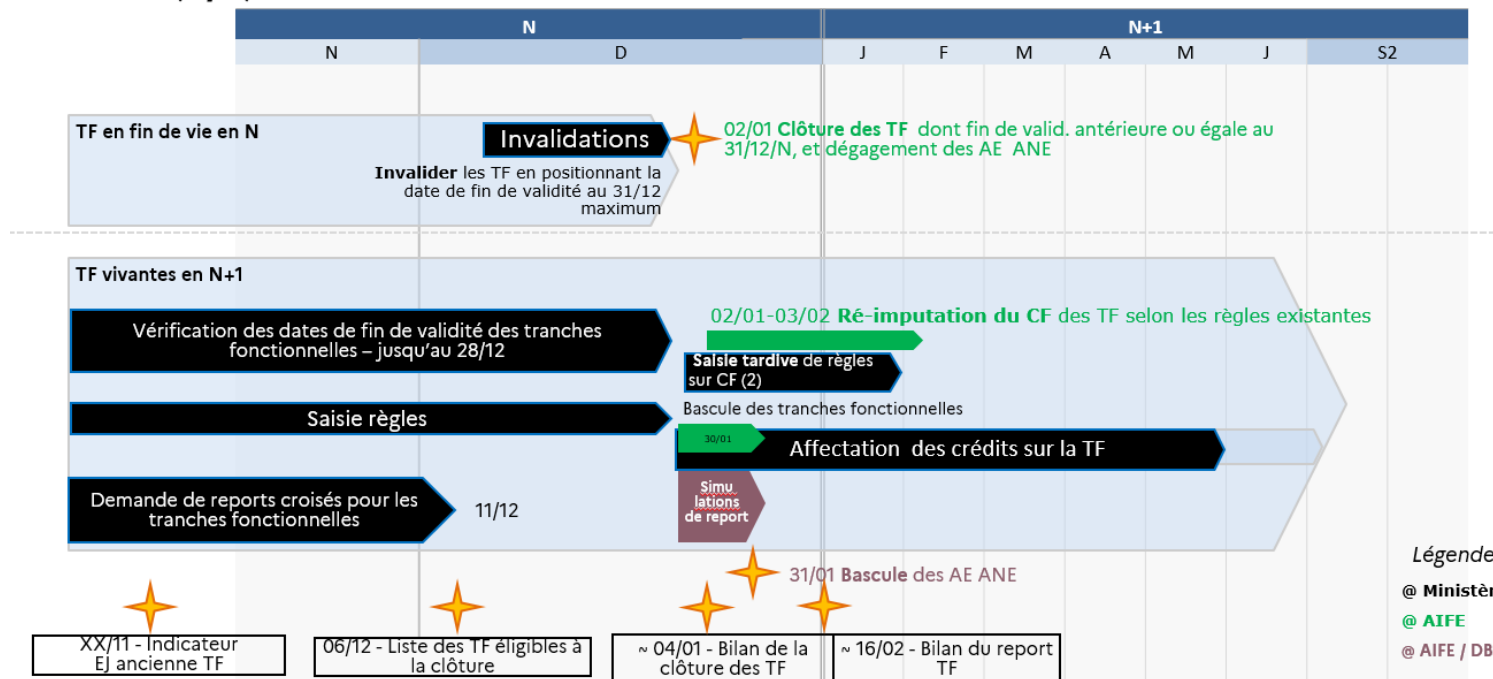 N N+1
N D J F M A M J S2
TF en fin de vie en N
Invalidations
Invalider les TF en positionnant la
date de fin de validité au 31/12
maximum
02/01 Clôture des TF dont fin de valid. antérieure ou égale au
31/12/N, et dégagement des AE ANE
TF vivantes en N+1
Vérification des dates de fin de validité des tranches
fonctionnelles – jusqu'au 28/12
02/01-03/02 Ré-imputation du CF des TF selon les règles existantes
Saisie tardive de règles
sur CF (2)
Saisie règles
Bascule des tranches fonctionnelles
30/01
Affectation des crédits sur la TF
Demande de reports croisés pour les
tranches fonctionnelles
11/12
Simu
lations
de report
31/01 Bascule des AE ANE
XX/11 - Indicateur
EJ ancienne TF
06/12 - Liste des TF éligibles à
la clôture
~ 04/01 - Bilan de la
clôture des TF
~ 16/02 - Bilan du report
TF
Légende
@ Ministèr
@ AIFE
@ AIFE / DB